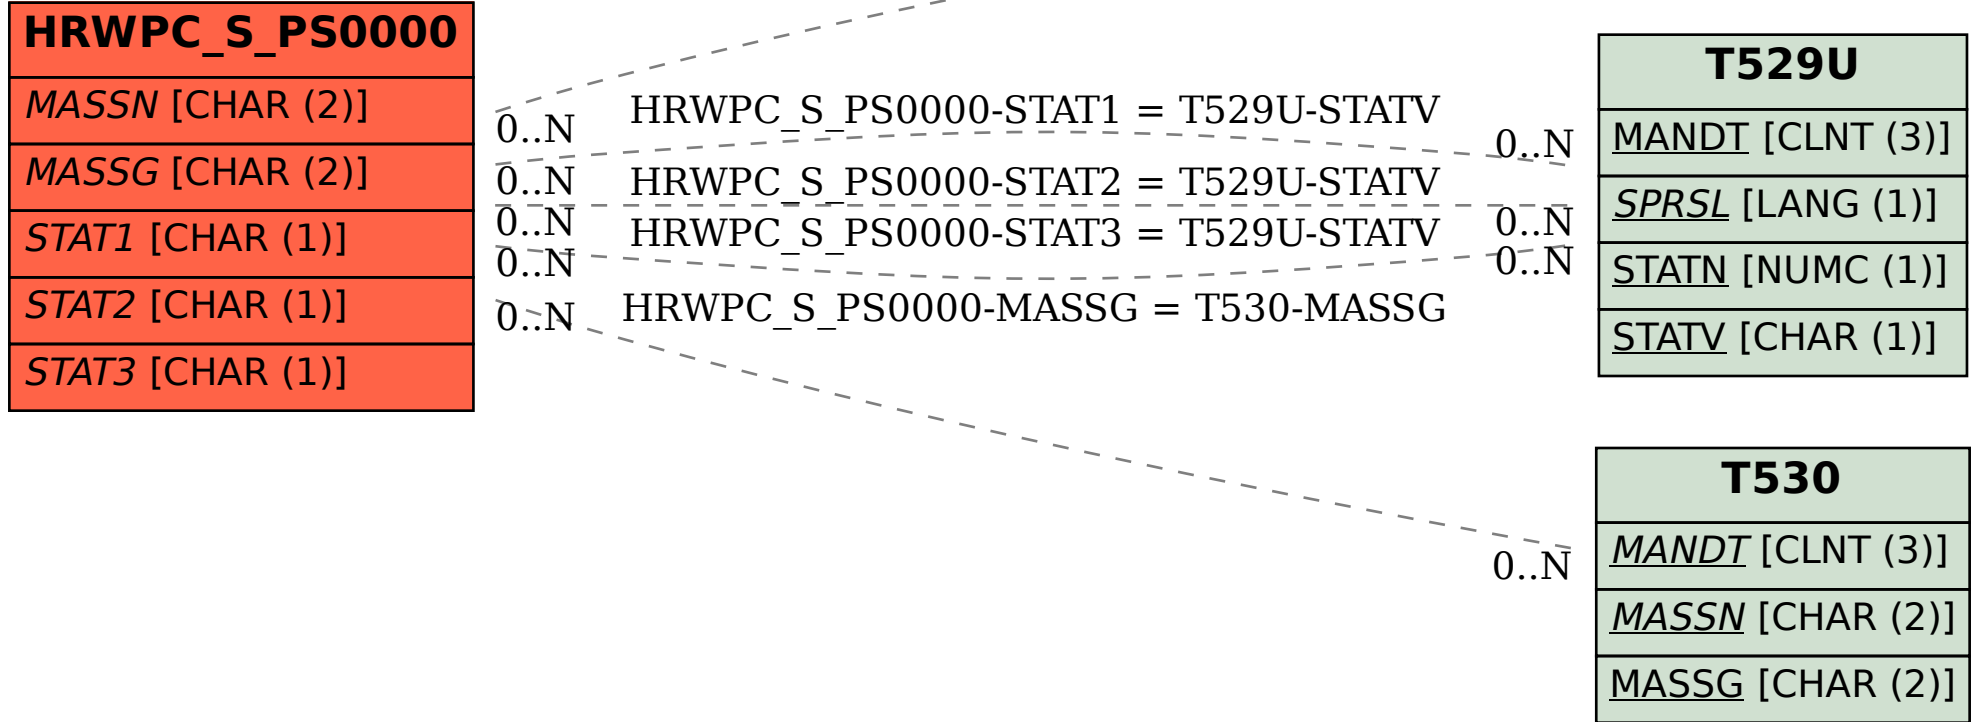 HRWPC_S_PS0000
MASSN [CHAR (2)]
MASSG [CHAR (2)]
STAT1 [CHAR (1)]
STAT2 [CHAR (1)]
STAT3 [CHAR (1)]
0..N
HRWPC_S_PS0000-STAT1 = T529U-STATV
0..N
0..N
HRWPC_S_PS0000-STAT2 = T529U-STATV
0..N
0..N
HRWPC_S_PS0000-STAT3 = T529U-STATV
0..N
0..N
HRWPC_S_PS0000-MASSG = T530-MASSG
0..N
0..N
T529U
MANDT [CLNT (3)]
SPRSL [LANG (1)]
STATN [NUMC (1)]
STATV [CHAR (1)]
T530
MANDT [CLNT (3)]
MASSN [CHAR (2)]
MASSG [CHAR (2)]